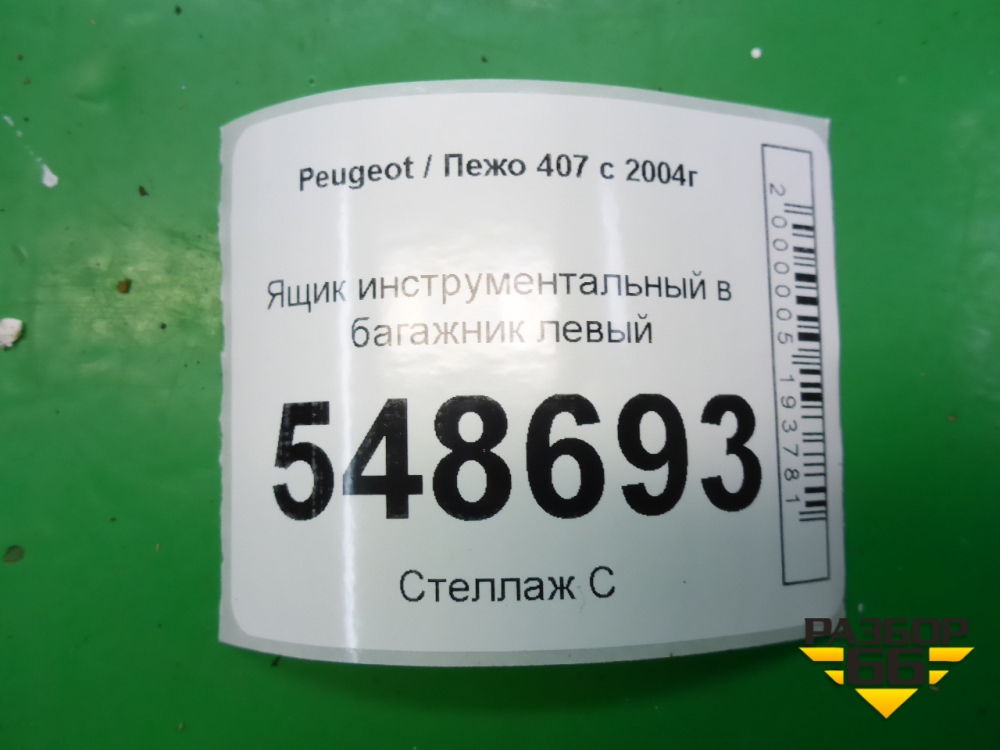 Peugeot / Пежо 407 с 2004г
Ящик инструментальный в
багажник левый
548693
Стеллаж С
2000005193781
РАЗБОР
66